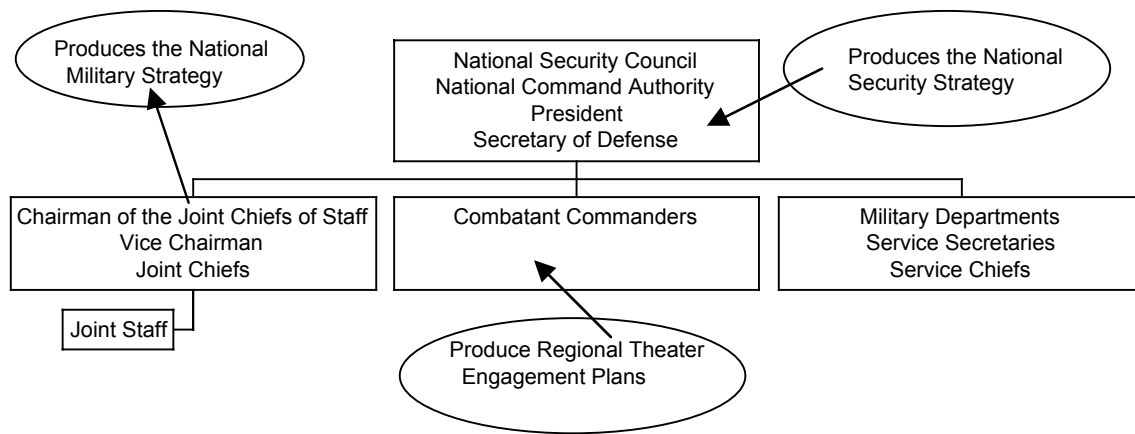 Produces the National
Military Strategy
National Security Council
National Command Authority
President
Secretary of Defense
Produces the National
Security Strategy
Chairman of the Joint Chiefs of Staff
Vice Chairman
Joint Chiefs
Combatant Commanders
Military Departments
Service Secretaries
Service Chiefs
Joint Staff
Produce Regional Theater
Engagement Plans